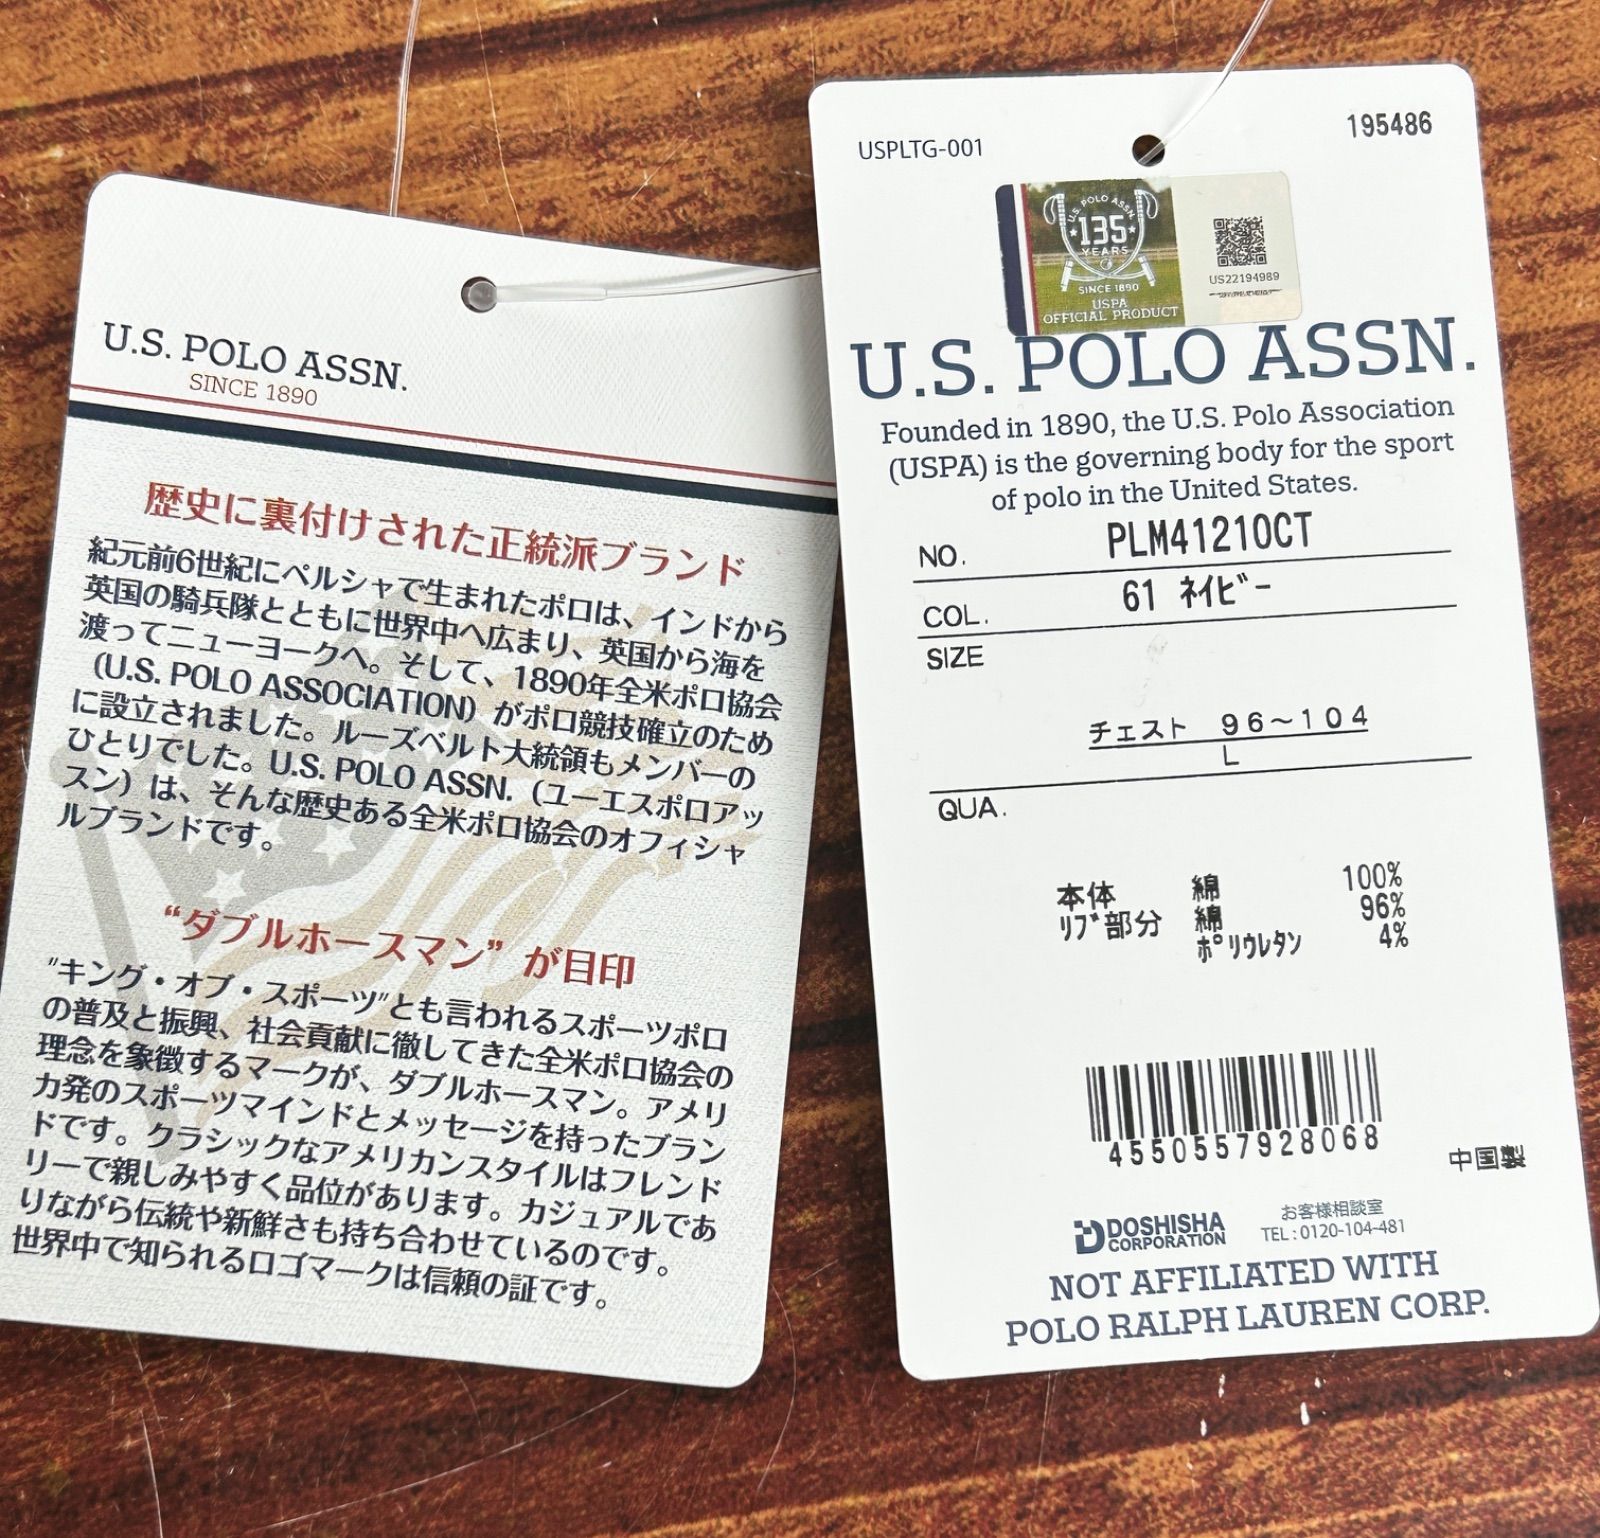 U.S. POLO ASSN.
SINCE 1890
歴史に裏付けされた正統派ブランド
紀元前6世紀にペルシャで生まれたポロは、インドから
英国の騎兵隊とともに世界中へ広まり、英国から海を
渡ってニューヨークへ。そして、1890年全米ポロ協会
（U.S. POLO ASSOCIATION）がポロ競技確立のため
に設立されました。ルーズベルト大統領もメンバーの
ひとりでした。U.S. POLO ASSN.（ユーエスポロアッ
スン）は、そんな歴史ある全米ポロ協会のオフィシャ
ルブランドです。
“ダブルホースマン”が目印
"キング・オブ・スポーツ"とも言われるスポーツポロ
の普及と振興、社会貢献に徹してきた全米ポロ協会の
理念を象徴するマークが、ダブルホースマン。アメリ
カ発のスポーツマインドとメッセージを持ったブラン
ドです。クラシックなアメリカンスタイルはフレンド
リーで親しみやすく品位があります。カジュアルであ
りながら伝統や新鮮さも持ち合わせているのです。
世界中で知られるロゴマークは信頼の証です。
USPLTG-001
195486
U.S. POLO ASSN.
135
YEARS
SINCE 1890
USPA
OFFICIAL PRODUCT
US22194989
U.S. POLO ASSN.
Founded in 1890, the U.S. Polo Association
(USPA) is the governing body for the sport
of polo in the United States.
NO. PLM41210CT
COL. 61 ﾈｲﾋﾞｰ
SIZE
チェスト 96～104
L
QUA.
本体 綿 100%
ﾘﾌﾞ部分 綿 96%
ﾎﾟﾘｳﾚﾀﾝ 4%
4550557928068
中国製
DOSHISHA
CORPORATION
お客様相談室
TEL:0120-104-481
NOT AFFILIATED WITH
POLO RALPH LAUREN CORP.